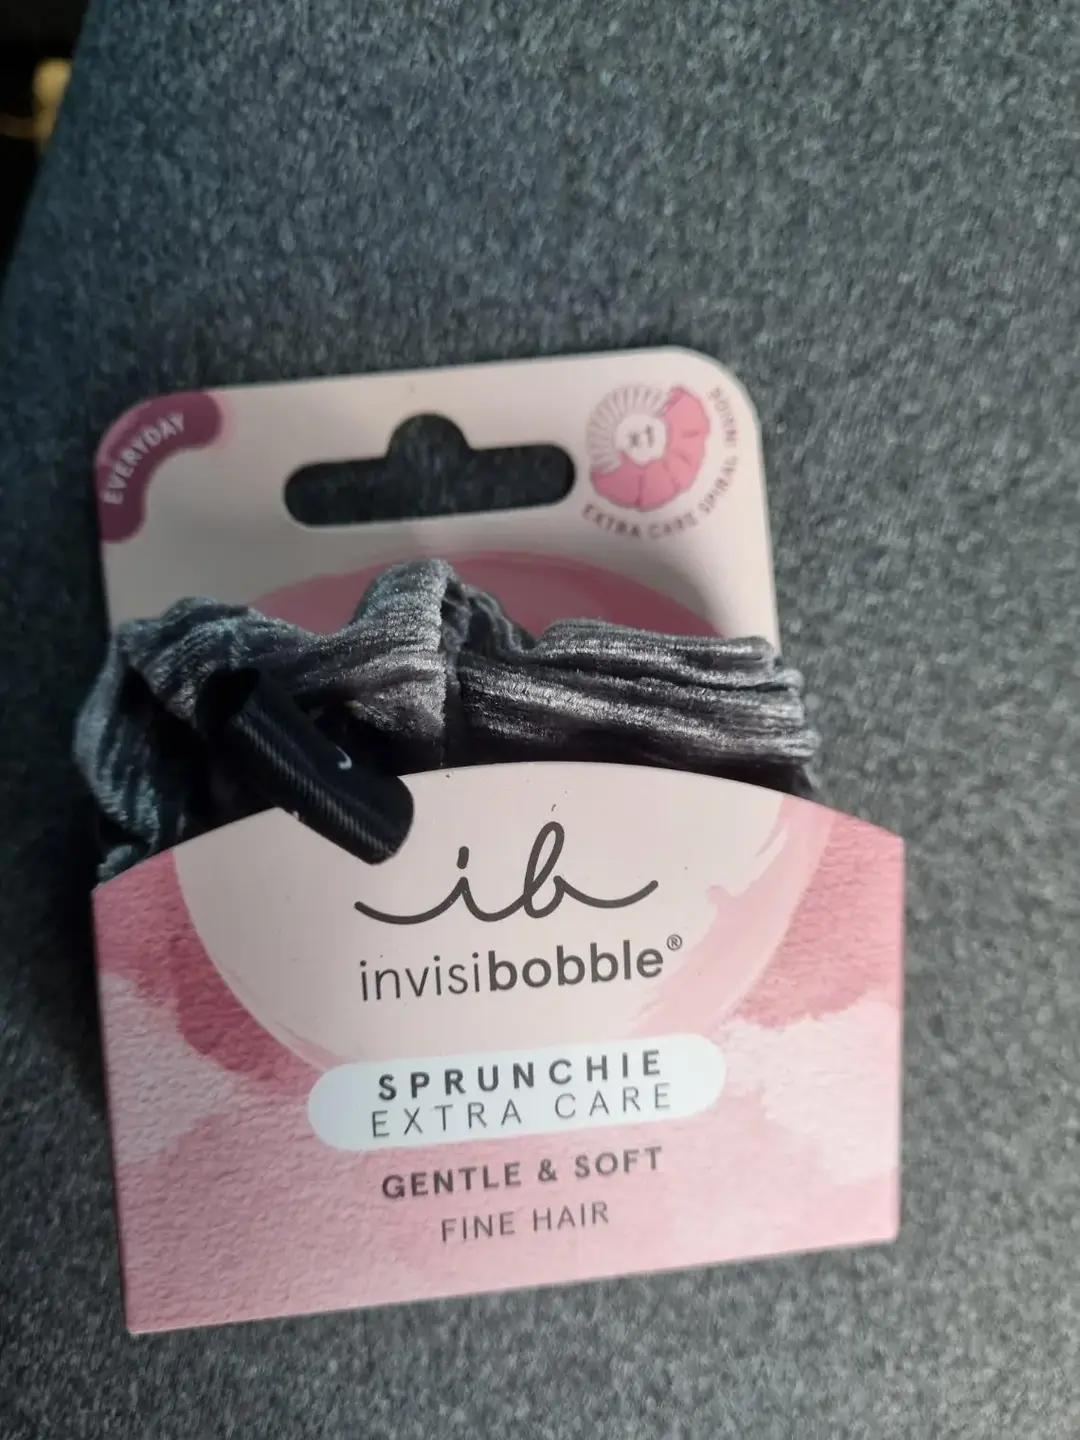 EVERYDAY
x1
EXTRA CARE SPIRAL INSIDE
ib
invisibobble®
SPRUNCHIE
EXTRA CARE
GENTLE & SOFT
FINE HAIR